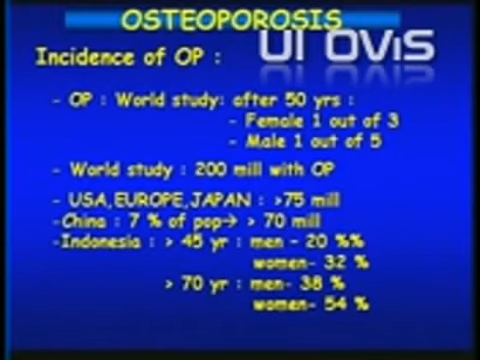 OSTEOPOROSIS
Ul OViS
Incidence of OP :
- OP : World study: after 50 yrs :
- Female 1 out of 3
- Male 1 out of 5
- World study : 200 mill with OP
- USA,EUROPE,JAPAN : >75 mill
-China : 7 % of pop→ > 70 mill
-Indonesia : > 45 yr : men – 20 %%
women- 32 %
> 70 yr : men- 38 %
women- 54 %